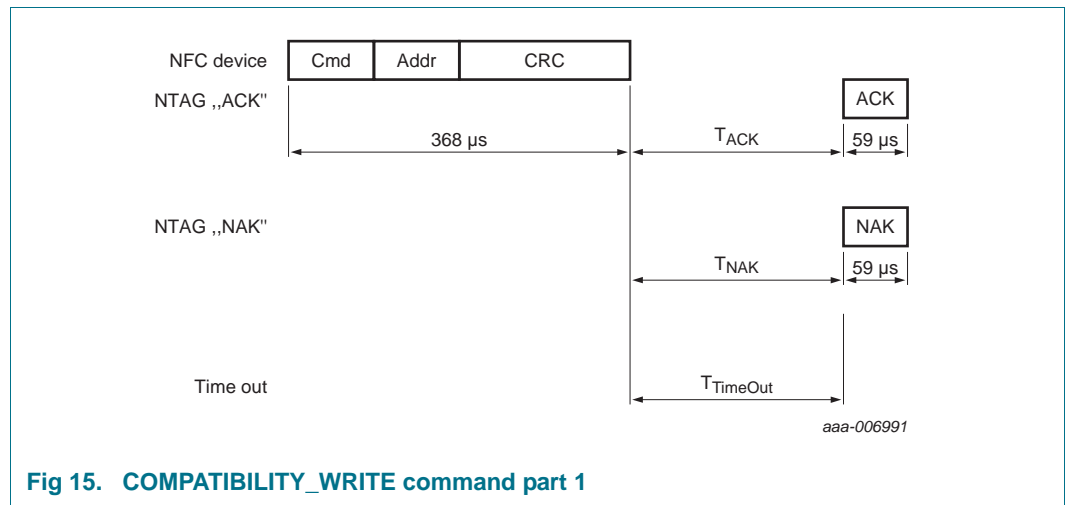 NFC device Cmd Addr CRC
NTAG ,,ACK" ACK
368 µs TACK 59 µs
NTAG ,,NAK" NAK
TNAK 59 µs
Time out TTimeOut
aaa-006991
Fig 15. COMPATIBILITY_WRITE command part 1